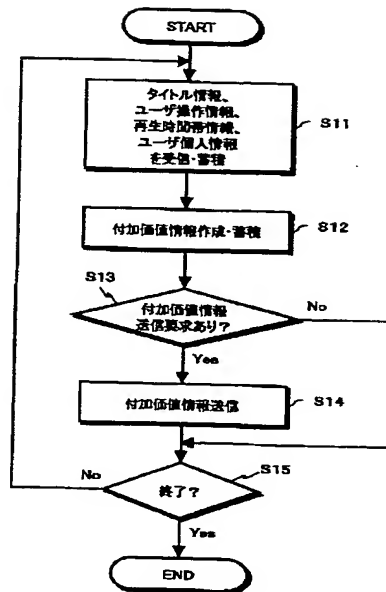 START
タイトル情報、
ユーザ操作情報、
再生時間帯情報、
ユーザ個人情報
を受信・蓄積
S11
付加価値情報作成・蓄積
S12
S13
付加価値情報
送信要求あり?
No
Yes
付加価値情報送信
S14
No
終了?
S15
Yes
END